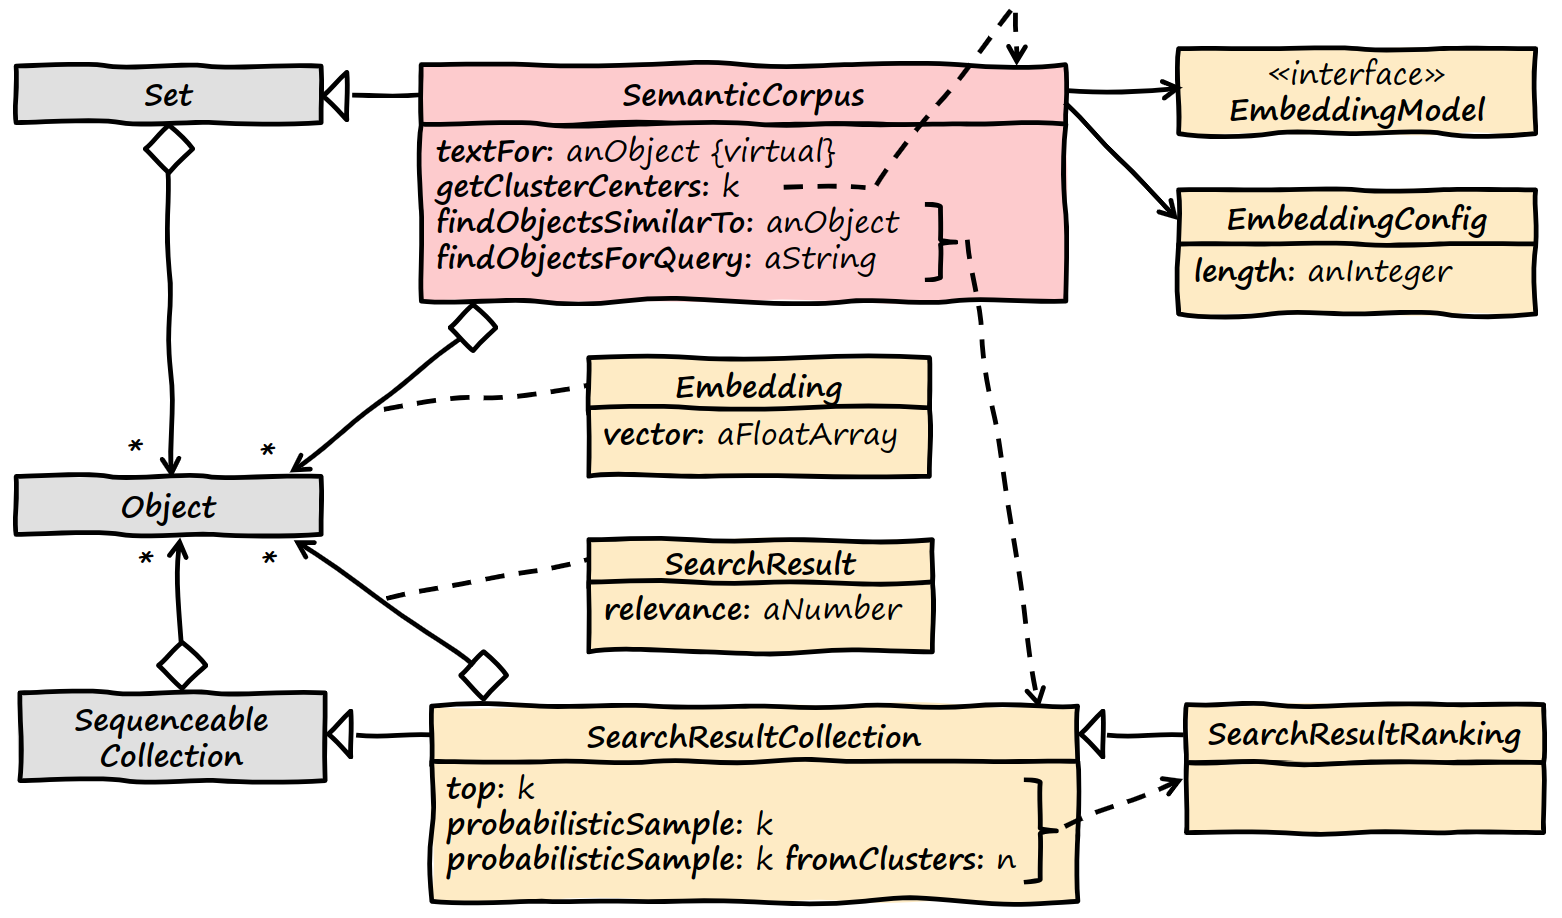 Set
SemanticCorpus
textFor: anObject {virtual}
getClusterCenters: k
findObjectsSimilarTo: anObject
findObjectsForQuery: aString
«interface»
EmbeddingModel
EmbeddingConfig
length: anInteger
Embedding
vector: aFloatArray
*
*
Object
*
*
SearchResult
relevance: aNumber
Sequenceable
Collection
SearchResultCollection
top: k
probabilisticSample: k
probabilisticSample: k fromClusters: n
SearchResultRanking